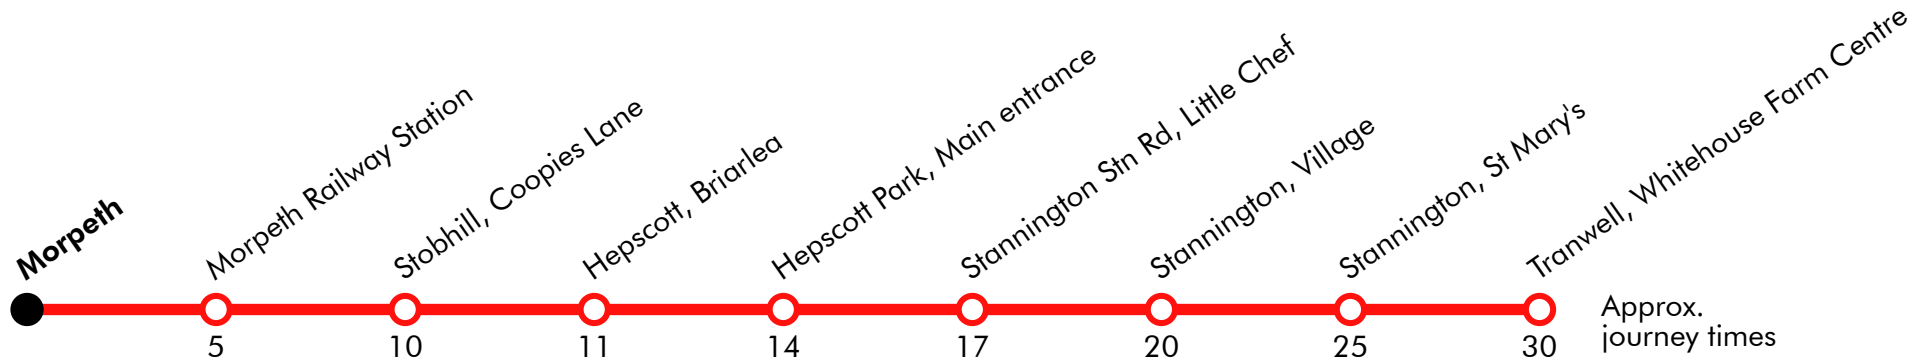 Morpeth
Morpeth Railway Station
Stobhill, Coopies Lane
Hepscott, Briarlea
Hepscott Park, Main entrance
Stannington Stn Rd, Little Chef
Stannington, Village
Stannington, St Mary's
Tranwell, Whitehouse Farm Centre
5 10 11 14 17 20 25 30
Approx.
journey times